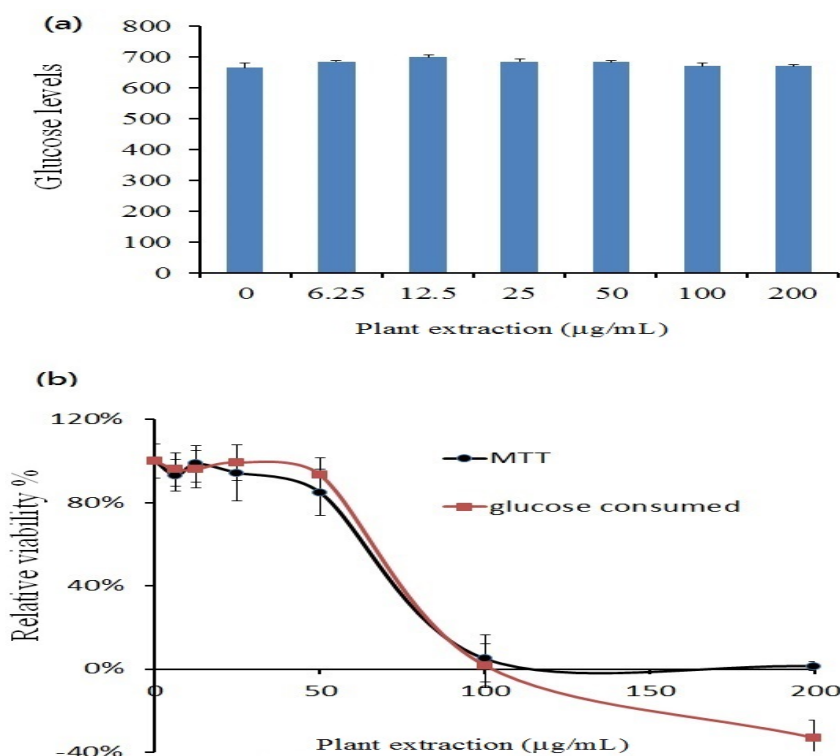 (a)
800
700
600
500
400
300
200
100
0
Glucose levels
0 6.25 12.5 25 50 100 200
Plant extraction (µg/mL)
(b)
120%
80%
40%
0%
-40%
Relative viability %
MTT
glucose consumed
0 50 100 150 200
Plant extraction (µg/mL)